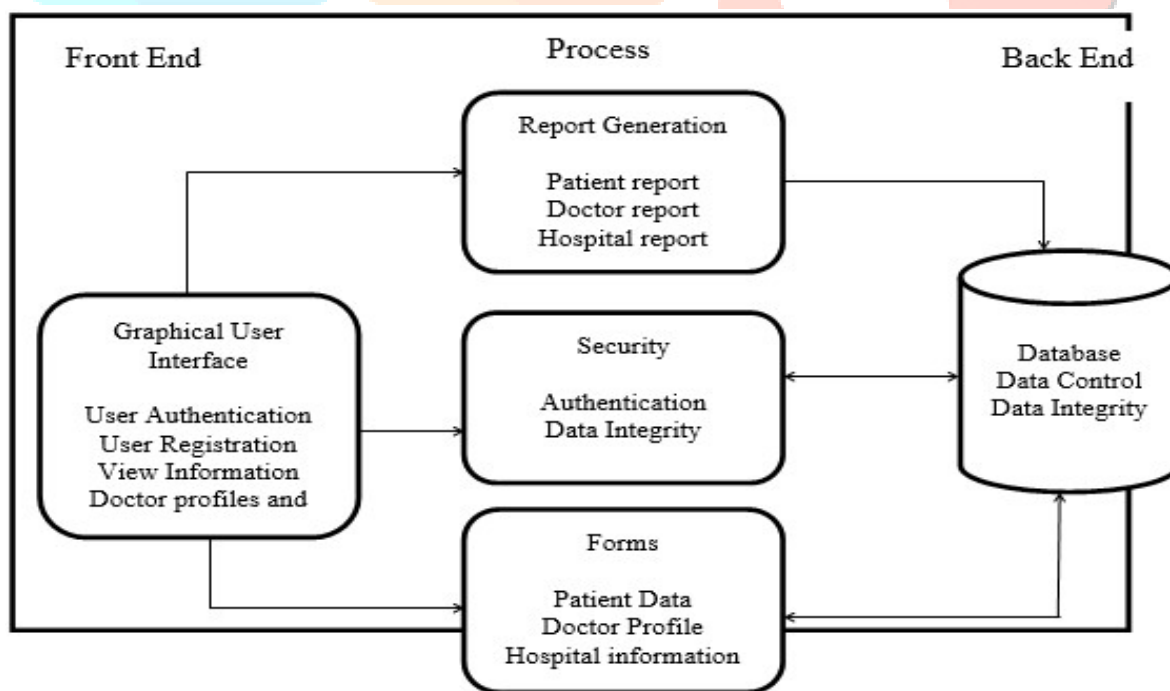 Front End
Process
Back End
Report Generation
Patient report
Doctor report
Hospital report
Graphical User
Interface
User Authentication
User Registration
View Information
Doctor profiles and
Security
Authentication
Data Integrity
Database
Data Control
Data Integrity
Forms
Patient Data
Doctor Profile
Hospital information